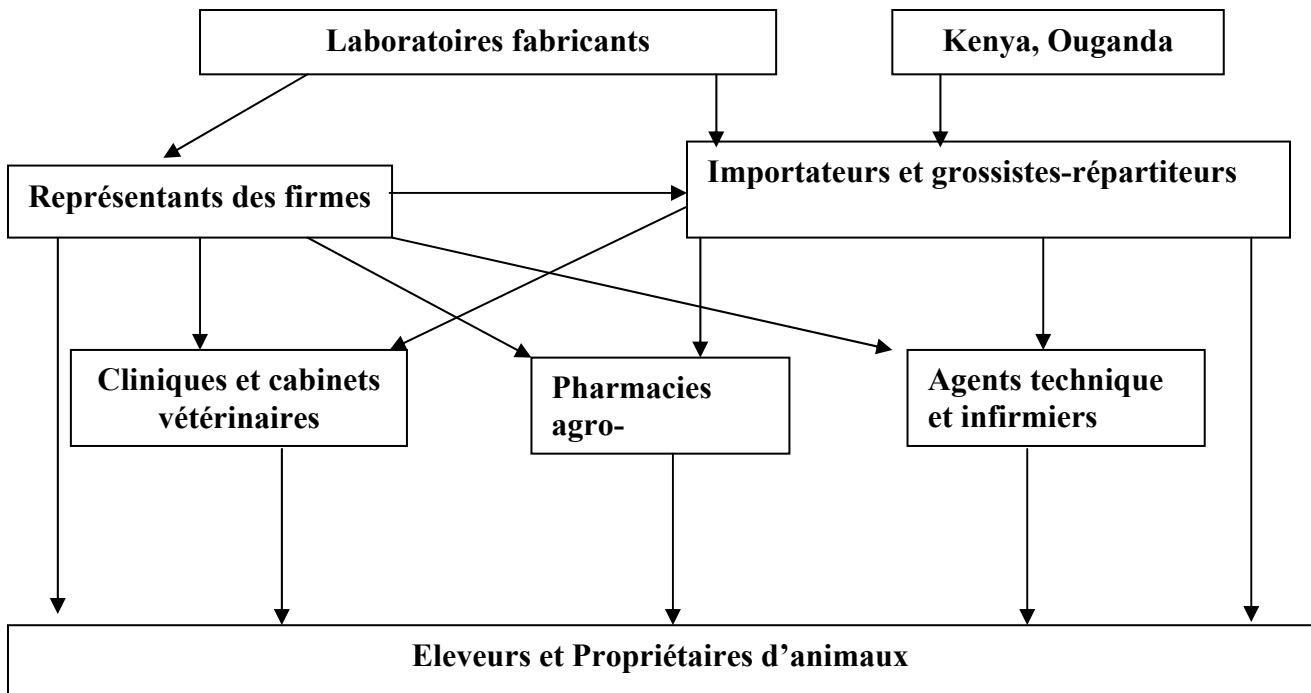 Laboratoires fabricants
Kenya, Ouganda
Représentants des firmes
Importateurs et grossistes-répartiteurs
Cliniques et cabinets
vétérinaires
Pharmacies
agro-
Agents technique
et infirmiers
Eleveurs et Propriétaires d’animaux